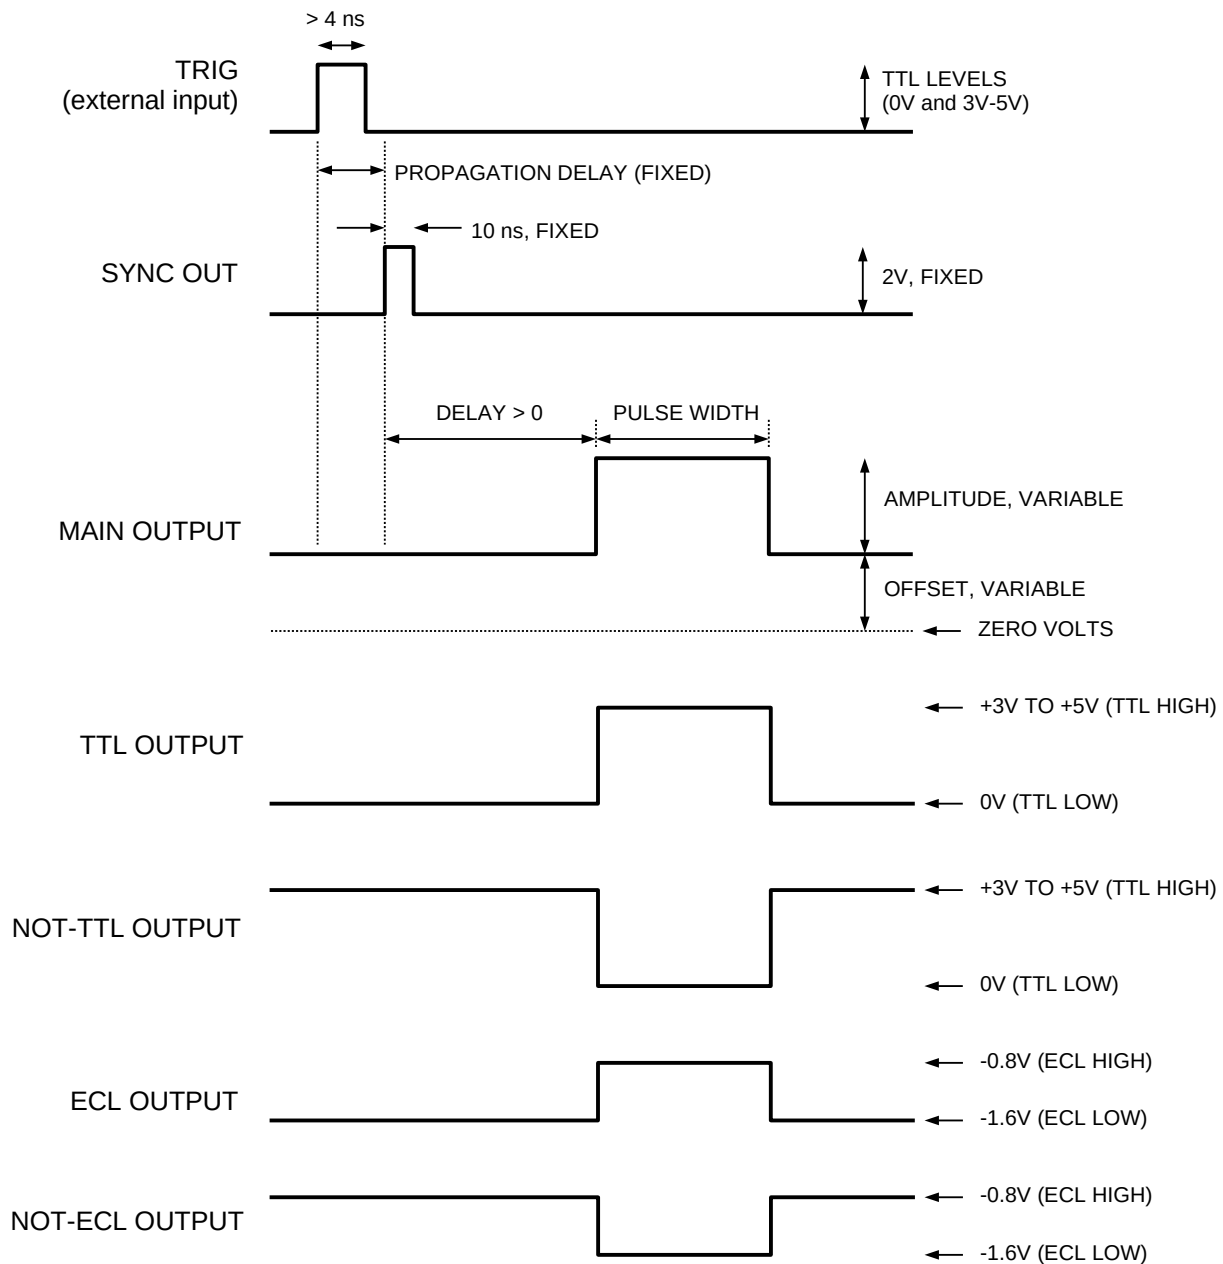 > 4 ns
TRIG
(external input)
TTL LEVELS
(0V and 3V-5V)
PROPAGATION DELAY (FIXED)
10 ns, FIXED
SYNC OUT
2V, FIXED
DELAY > 0
PULSE WIDTH
MAIN OUTPUT
AMPLITUDE, VARIABLE
OFFSET, VARIABLE
ZERO VOLTS
TTL OUTPUT
+3V TO +5V (TTL HIGH)
0V (TTL LOW)
NOT-TTL OUTPUT
+3V TO +5V (TTL HIGH)
0V (TTL LOW)
ECL OUTPUT
-0.8V (ECL HIGH)
-1.6V (ECL LOW)
NOT-ECL OUTPUT
-0.8V (ECL HIGH)
-1.6V (ECL LOW)